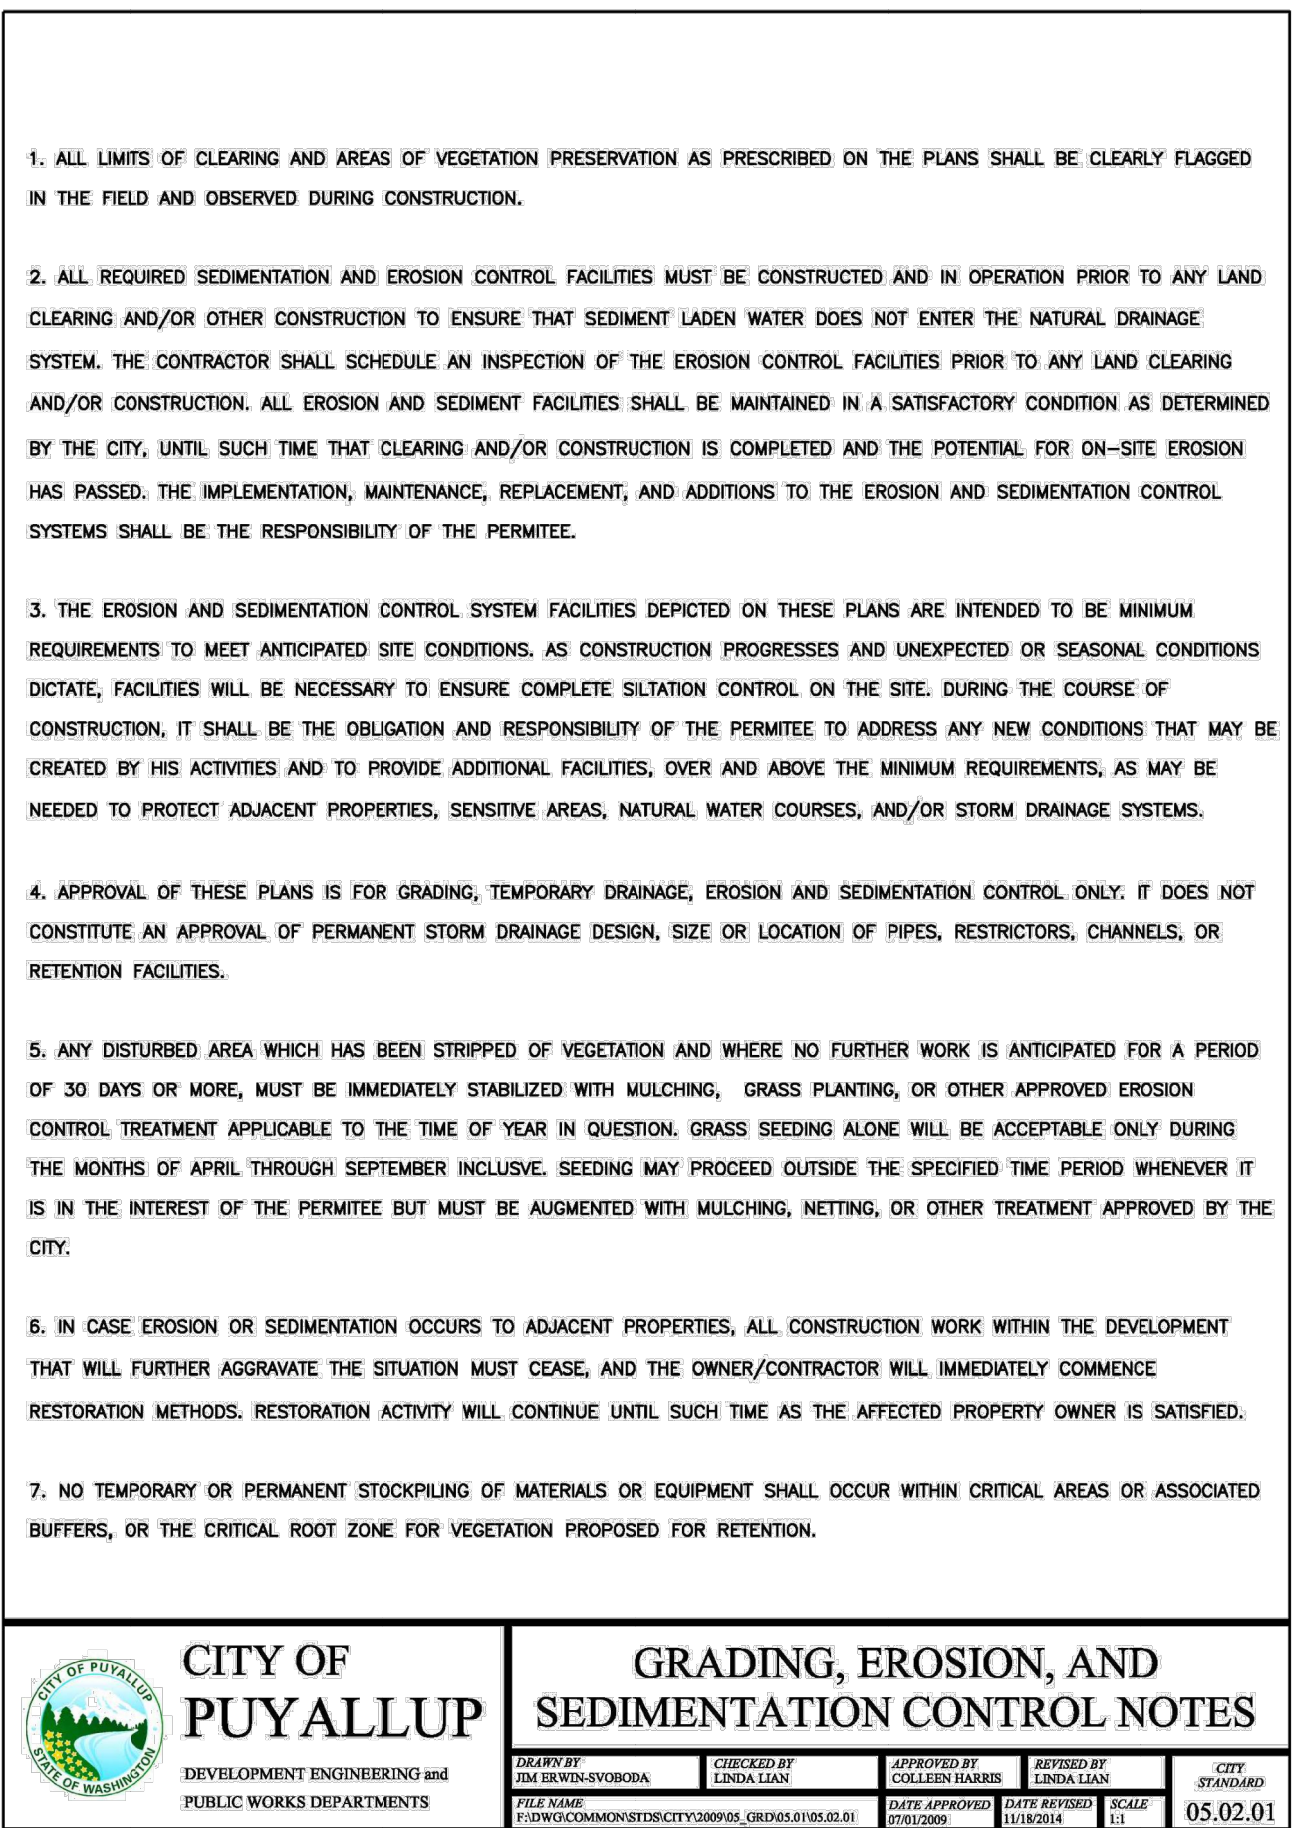 1. ALL LIMITS OF CLEARING AND AREAS OF VEGETATION PRESERVATION AS PRESCRIBED ON THE PLANS SHALL BE CLEARLY FLAGGED
IN THE FIELD AND OBSERVED DURING CONSTRUCTION.
2. ALL REQUIRED SEDIMENTATION AND EROSION CONTROL FACILITIES MUST BE CONSTRUCTED AND IN OPERATION PRIOR TO ANY LAND
CLEARING AND/OR OTHER CONSTRUCTION TO ENSURE THAT SEDIMENT LADEN WATER DOES NOT ENTER THE NATURAL DRAINAGE
SYSTEM. THE CONTRACTOR SHALL SCHEDULE AN INSPECTION OF THE EROSION CONTROL FACILITIES PRIOR TO ANY LAND CLEARING
AND/OR CONSTRUCTION. ALL EROSION AND SEDIMENT FACILITIES SHALL BE MAINTAINED IN A SATISFACTORY CONDITION AS DETERMINED
BY THE CITY, UNTIL SUCH TIME THAT CLEARING AND/OR CONSTRUCTION IS COMPLETED AND THE POTENTIAL FOR ON-SITE EROSION
HAS PASSED. THE IMPLEMENTATION, MAINTENANCE, REPLACEMENT, AND ADDITIONS TO THE EROSION AND SEDIMENTATION CONTROL
SYSTEMS SHALL BE THE RESPONSIBILITY OF THE PERMITEE.
3. THE EROSION AND SEDIMENTATION CONTROL SYSTEM FACILITIES DEPICTED ON THESE PLANS ARE INTENDED TO BE MINIMUM
REQUIREMENTS TO MEET ANTICIPATED SITE CONDITIONS. AS CONSTRUCTION PROGRESSES AND UNEXPECTED OR SEASONAL CONDITIONS
DICTATE, FACILITIES WILL BE NECESSARY TO ENSURE COMPLETE SILTATION CONTROL ON THE SITE. DURING THE COURSE OF
CONSTRUCTION, IT SHALL BE THE OBLIGATION AND RESPONSIBILITY OF THE PERMITEE TO ADDRESS ANY NEW CONDITIONS THAT MAY BE
CREATED BY HIS ACTIVITIES AND TO PROVIDE ADDITIONAL FACILITIES, OVER AND ABOVE THE MINIMUM REQUIREMENTS, AS MAY BE
NEEDED TO PROTECT ADJACENT PROPERTIES, SENSITIVE AREAS, NATURAL WATER COURSES, AND/OR STORM DRAINAGE SYSTEMS.
4. APPROVAL OF THESE PLANS IS FOR GRADING, TEMPORARY DRAINAGE, EROSION AND SEDIMENTATION CONTROL ONLY. IT DOES NOT
CONSTITUTE AN APPROVAL OF PERMANENT STORM DRAINAGE DESIGN, SIZE OR LOCATION OF PIPES, RESTRICTORS, CHANNELS, OR
RETENTION FACILITIES.
5. ANY DISTURBED AREA WHICH HAS BEEN STRIPPED OF VEGETATION AND WHERE NO FURTHER WORK IS ANTICIPATED FOR A PERIOD
OF 30 DAYS OR MORE, MUST BE IMMEDIATELY STABILIZED WITH MULCHING, GRASS PLANTING, OR OTHER APPROVED EROSION
CONTROL TREATMENT APPLICABLE TO THE TIME OF YEAR IN QUESTION. GRASS SEEDING ALONE WILL BE ACCEPTABLE ONLY DURING
THE MONTHS OF APRIL THROUGH SEPTEMBER INCLUSVE. SEEDING MAY PROCEED OUTSIDE THE SPECIFIED TIME PERIOD WHENEVER IT
IS IN THE INTEREST OF THE PERMITEE BUT MUST BE AUGMENTED WITH MULCHING, NETTING, OR OTHER TREATMENT APPROVED BY THE
CITY.
6. IN CASE EROSION OR SEDIMENTATION OCCURS TO ADJACENT PROPERTIES, ALL CONSTRUCTION WORK WITHIN THE DEVELOPMENT
THAT WILL FURTHER AGGRAVATE THE SITUATION MUST CEASE, AND THE OWNER/CONTRACTOR WILL IMMEDIATELY COMMENCE
RESTORATION METHODS. RESTORATION ACTIVITY WILL CONTINUE UNTIL SUCH TIME AS THE AFFECTED PROPERTY OWNER IS SATISFIED.
7. NO TEMPORARY OR PERMANENT STOCKPILING OF MATERIALS OR EQUIPMENT SHALL OCCUR WITHIN CRITICAL AREAS OR ASSOCIATED
BUFFERS, OR THE CRITICAL ROOT ZONE FOR VEGETATION PROPOSED FOR RETENTION.
CITY OF PUYALLUP
STATE OF WASHINGTON
CITY OF
PUYALLUP
DEVELOPMENT ENGINEERING and
PUBLIC WORKS DEPARTMENTS
GRADING, EROSION, AND
SEDIMENTATION CONTROL NOTES
DRAWN BY
JIM ERWIN-SVOBODA
CHECKED BY
LINDA LIAN
APPROVED BY
COLLEEN HARRIS
REVISED BY
LINDA LIAN
FILE NAME
F:\DWG\COMMON\STDS\CITY\2009\05_GRD\05.01\05.02.01
DATE APPROVED
07/01/2009
DATE REVISED
11/18/2014
SCALE
1:1
CITY
STANDARD
05.02.01